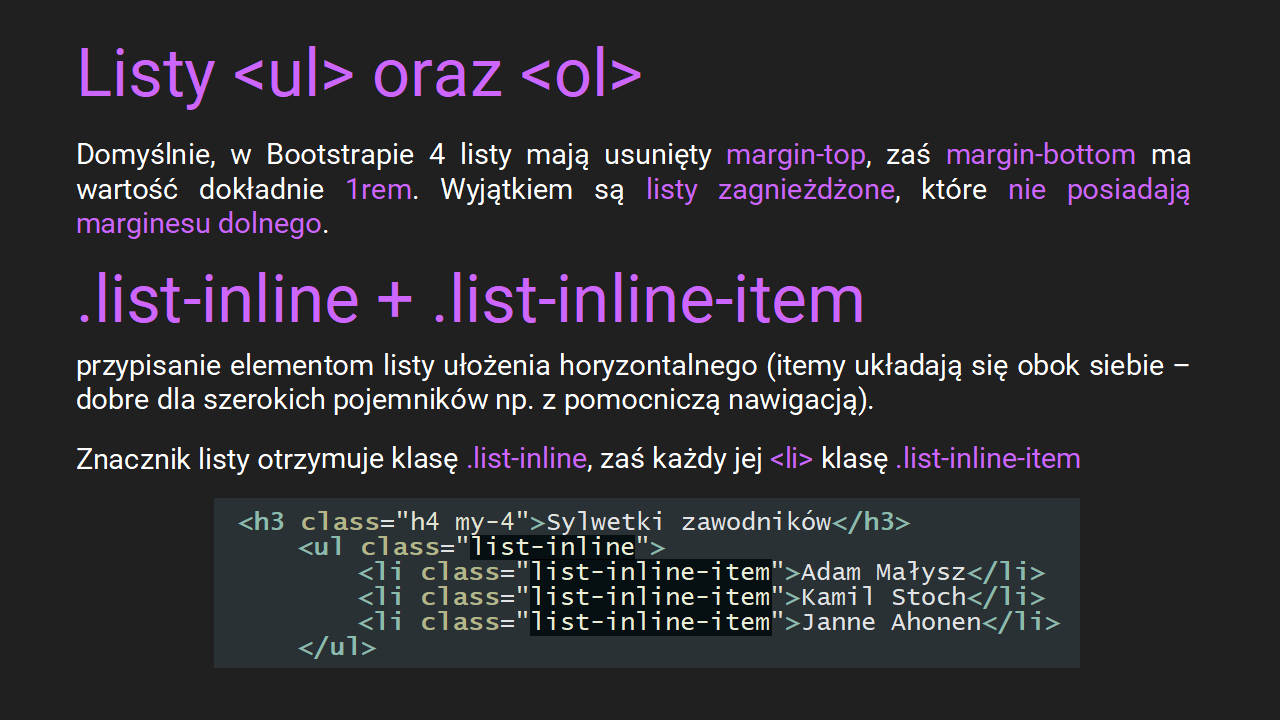 Listy <ul> oraz <ol>
Domyślnie, w Bootstrapie 4 listy mają usunięty margin-top, zaś margin-bottom ma
wartość dokładnie 1rem. Wyjątkiem są listy zagnieżdżone, które nie posiadają
marginesu dolnego.
.list-inline + .list-inline-item
przypisanie elementom listy ułożenia horyzontalnego (itemy układają się obok siebie –
dobre dla szerokich pojemników np. z pomocniczą nawigacją).
Znacznik listy otrzymuje klasę .list-inline, zaś każdy jej <li> klasę .list-inline-item
<h3 class="h4 my-4">Sylwetki zawodników</h3>
<ul class="list-inline">
<li class="list-inline-item">Adam Małysz</li>
<li class="list-inline-item">Kamil Stoch</li>
<li class="list-inline-item">Janne Ahonen</li>
</ul>